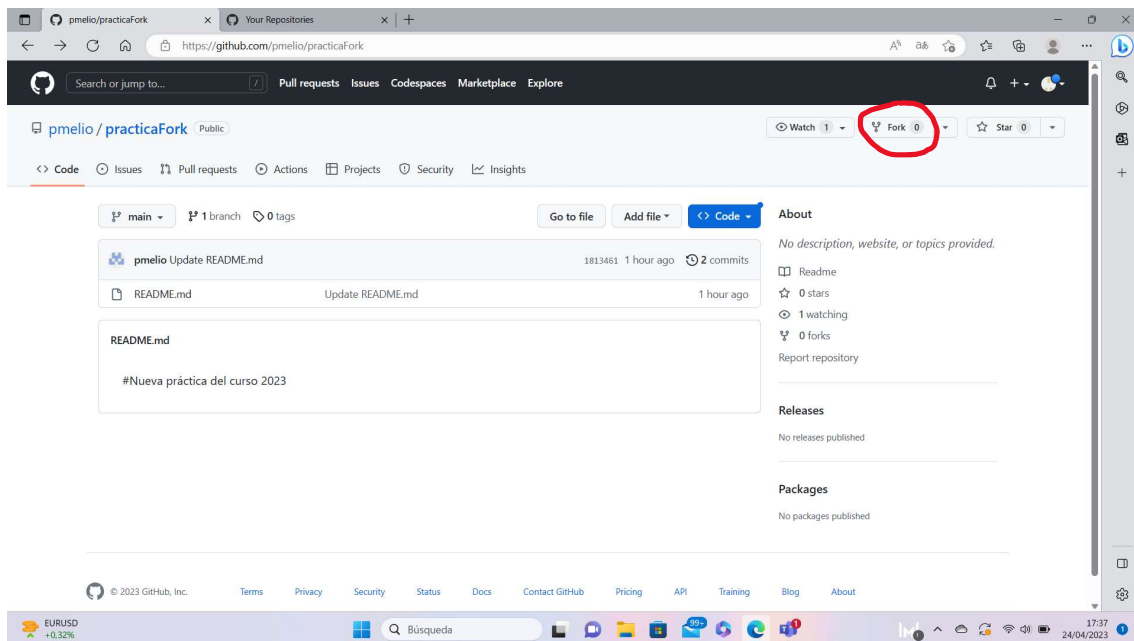 pmelio/practicaFork
Your Repositories
https://github.com/pmelio/practicaFork
Search or jump to... /
Pull requests Issues Codespaces Marketplace Explore
pmelio / practicaFork Public
Watch 1
Fork 0
Star 0
<> Code Issues Pull requests Actions Projects Security Insights
main 1 branch 0 tags
Go to file Add file <> Code
pmelio Update README.md 1813461 1 hour ago 2 commits
README.md Update README.md 1 hour ago
README.md
#Nueva práctica del curso 2023
About
No description, website, or topics provided.
Readme
0 stars
1 watching
0 forks
Report repository
Releases
No releases published
Packages
No packages published
© 2023 GitHub, Inc. Terms Privacy Security Status Docs Contact GitHub Pricing API Training Blog About
EURUSD
+0,32%
Búsqueda
99+
17:37
24/04/2023
1